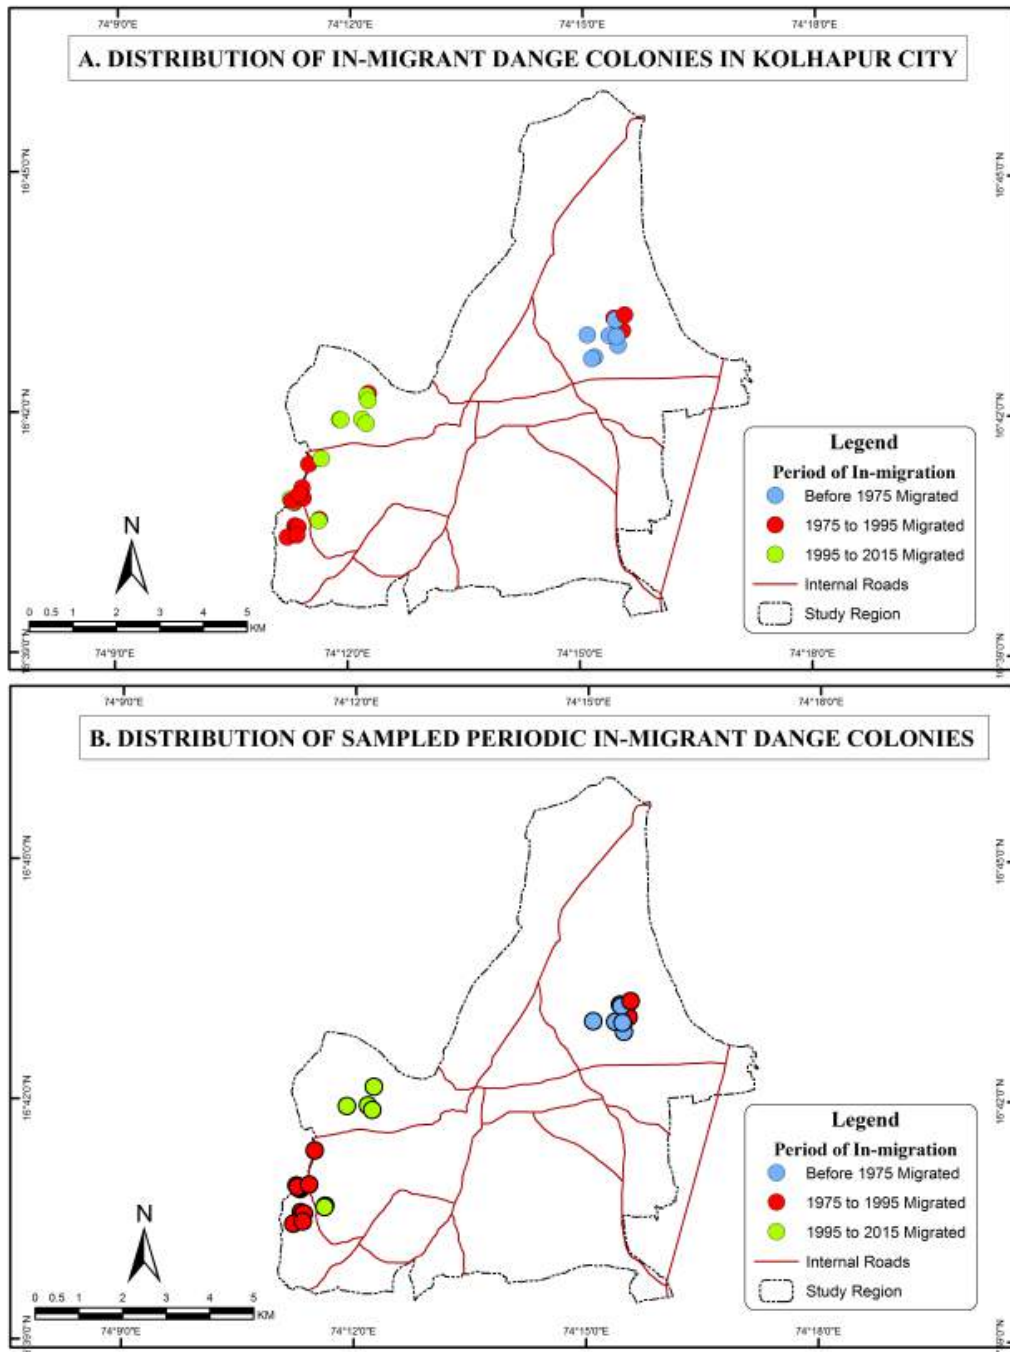 74°9'0"E 74°12'0"E 74°15'0"E 74°18'0"E
A. DISTRIBUTION OF IN-MIGRANT DANGE COLONIES IN KOLHAPUR CITY
16°45'0"N 16°45'0"N
16°42'0"N 16°42'0"N
Legend
Period of In-migration
Before 1975 Migrated
1975 to 1995 Migrated
1995 to 2015 Migrated
Internal Roads
Study Region
N
0 0.5 1 2 3 4 5
KM
16°39'0"N 16°39'0"N
74°9'0"E 74°12'0"E 74°15'0"E 74°18'0"E
74°9'0"E 74°12'0"E 74°15'0"E 74°18'0"E
B. DISTRIBUTION OF SAMPLED PERIODIC IN-MIGRANT DANGE COLONIES
16°45'0"N 16°45'0"N
16°42'0"N 16°42'0"N
Legend
Period of In-migration
Before 1975 Migrated
1975 to 1995 Migrated
1995 to 2015 Migrated
Internal Roads
Study Region
N
0 0.5 1 2 3 4 5
KM
74°9'0"E 74°12'0"E 74°15'0"E 74°18'0"E